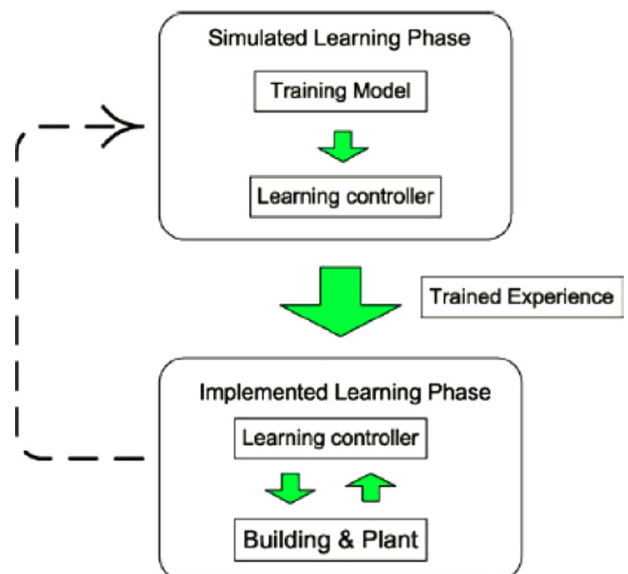 Simulated Learning Phase
Training Model
Learning controller
Trained Experience
Implemented Learning Phase
Learning controller
Building & Plant